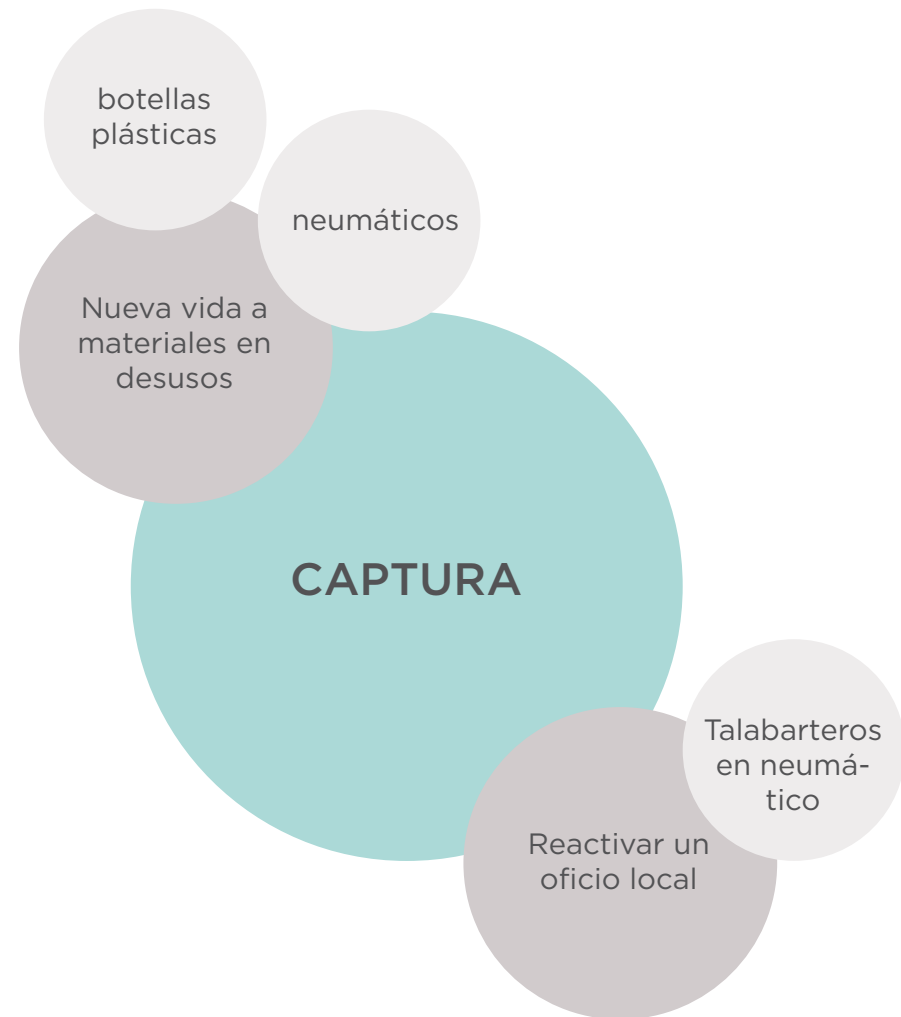 botellas
plásticas
neumáticos
Nueva vida a
materiales en
desusos
CAPTURA
Talabarteros
en neumá-
tico
Reactivar un
oficio local